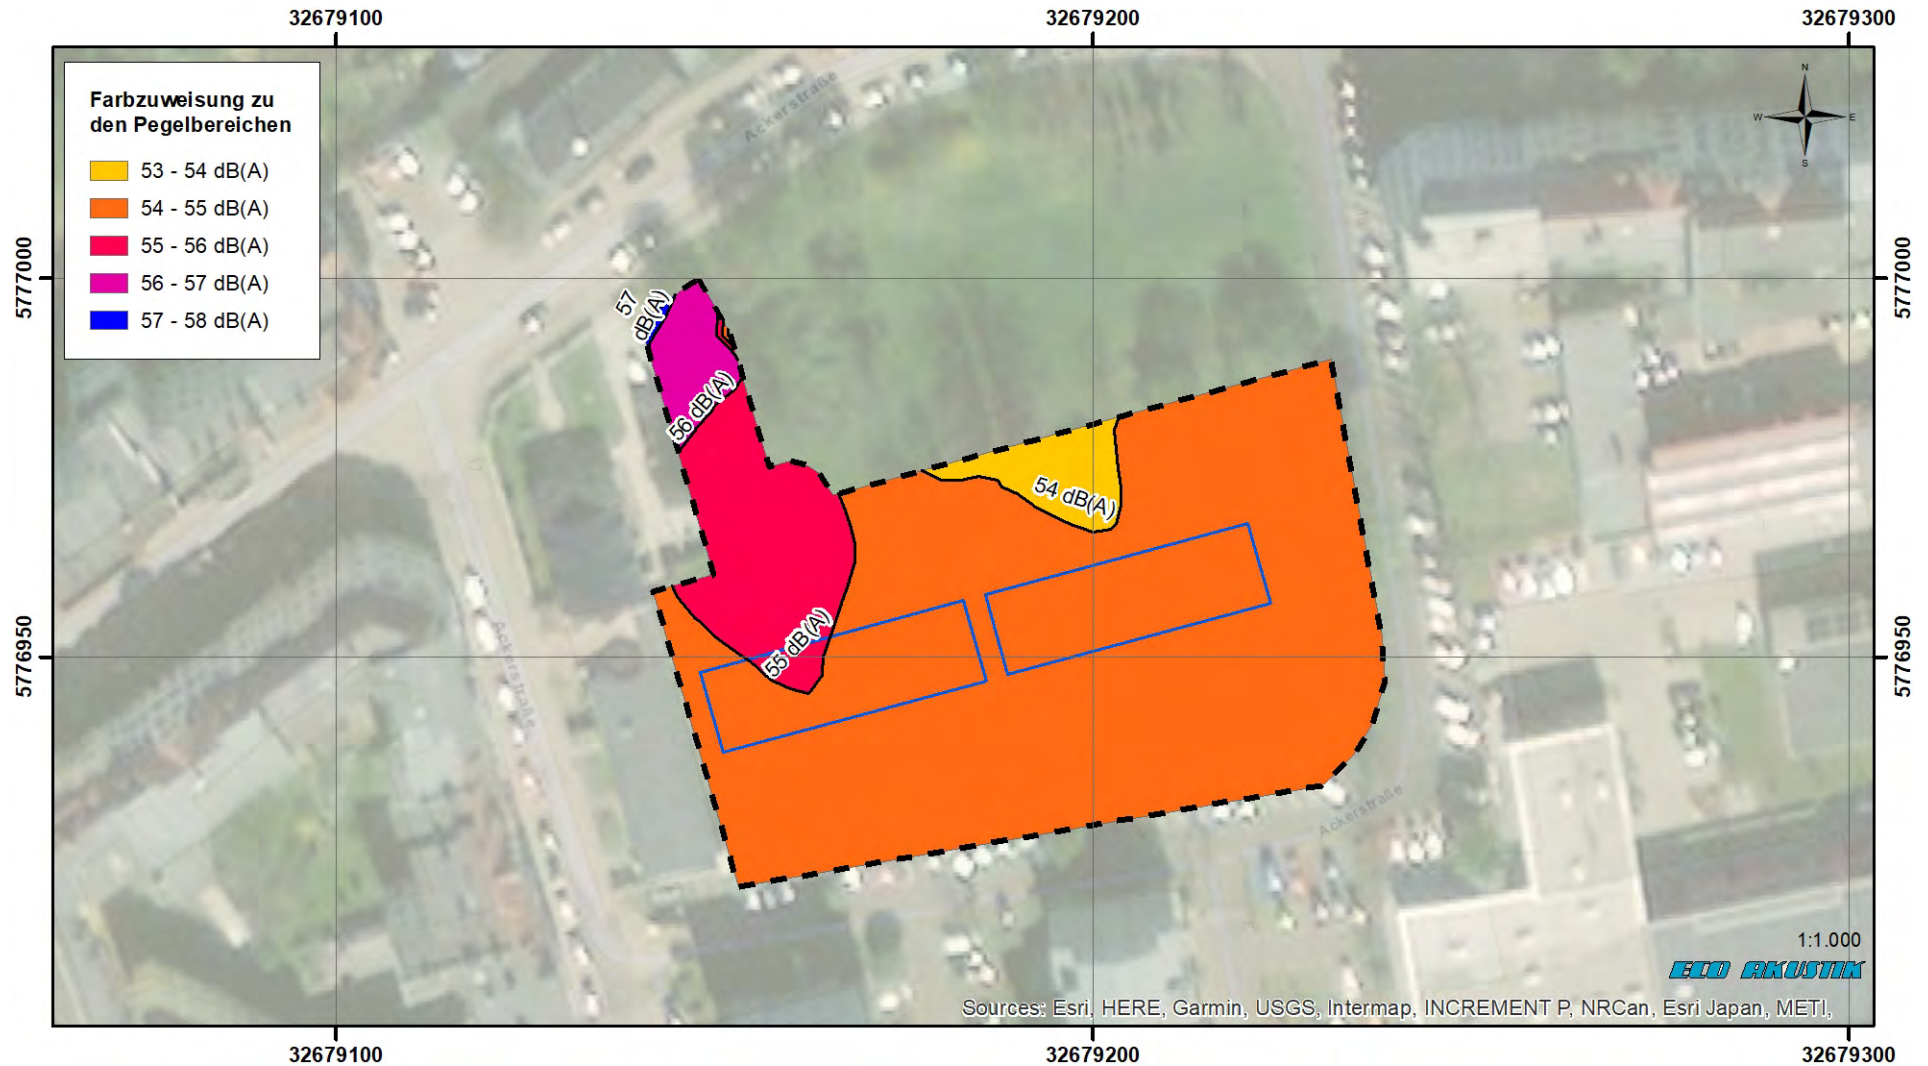 32679100
32679200
32679300
Farbzuweisung zu
den Pegelbereichen
53 - 54 dB(A)
54 - 55 dB(A)
55 - 56 dB(A)
56 - 57 dB(A)
57 - 58 dB(A)
Ackerstraße
N
W
E
S
5777000
5777000
57
dB(A)
56 dB(A)
54 dB(A)
55 dB(A)
5776950
5776950
Ackerstraße
Ackerstraße
1:1.000
ECO AKUSTIK
Sources: Esri, HERE, Garmin, USGS, Intermap, INCREMENT P, NRCan, Esri Japan, METI,
32679100
32679200
32679300